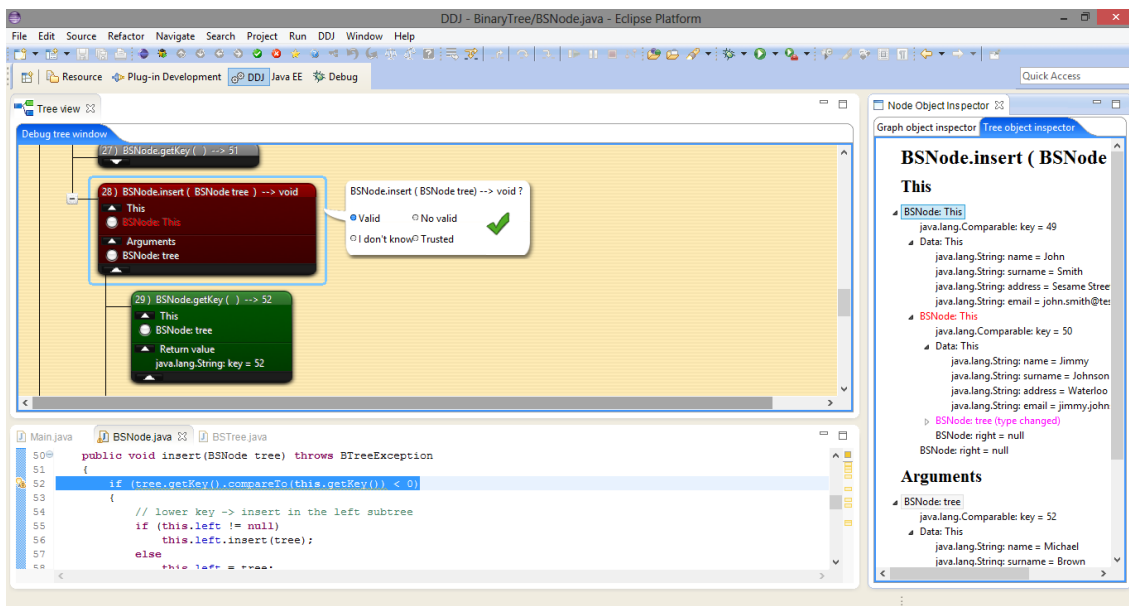 DDJ - BinaryTree/BSNode.java - Eclipse Platform
File Edit Source Refactor Navigate Search Project Run DDJ Window Help
Resource Plug-in Development DDJ Java EE Debug
Quick Access
Tree view
Debug tree window
27 ) BSNode.getKey ( ) --> 51
28 ) BSNode.insert ( BSNode tree ) --> void
This
BSNode: This
Arguments
BSNode: tree
BSNode.insert ( BSNode tree) --> void ?
Valid No valid
I don't know Trusted
29 ) BSNode.getKey ( ) --> 52
This
BSNode: tree
Return value
java.lang.String: key = 52
Main.java BSNode.java BSTree.java
50 public void insert(BSNode tree) throws BTreeException
51 {
52 if (tree.getKey().compareTo(this.getKey()) < 0)
53 {
54 // lower key -> insert in the left subtree
55 if (this.left != null)
56 this.left.insert(tree);
57 else
58 this.left = tree;
Node Object Inspector
Graph object inspector Tree object inspector
BSNode.insert ( BSNode
This
BSNode: This
java.lang.Comparable: key = 49
Data: This
java.lang.String: name = John
java.lang.String: surname = Smith
java.lang.String: address = Sesame Stree
java.lang.String: email = john.smith@tes
BSNode: This
java.lang.Comparable: key = 50
Data: This
java.lang.String: name = Jimmy
java.lang.String: surname = Johnson
java.lang.String: address = Waterloo
java.lang.String: email = jimmy.john
BSNode: tree (type changed)
BSNode: right = null
BSNode: right = null
Arguments
BSNode: tree
java.lang.Comparable: key = 52
Data: This
java.lang.String: name = Michael
java.lang.String: surname = Brown